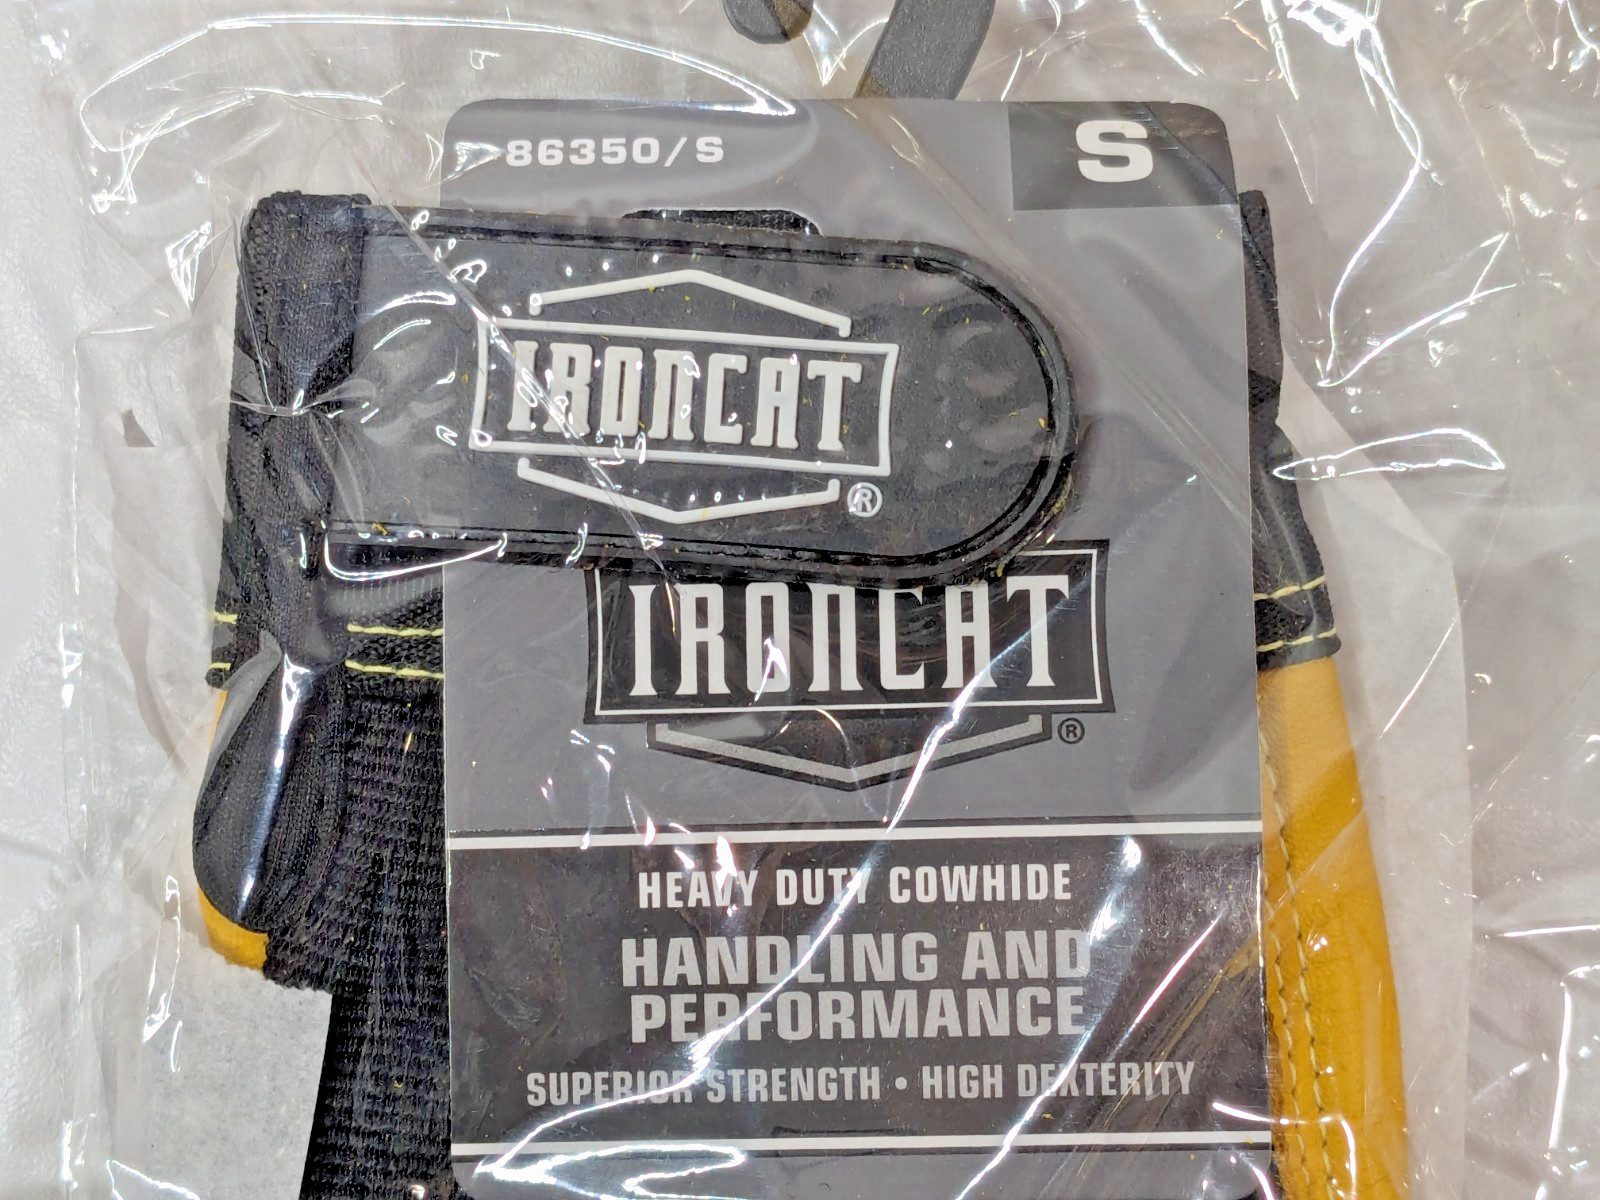 86350/S
S
IRONCAT
®
IRONCAT
®
HEAVY DUTY COWHIDE
HANDLING AND
PERFORMANCE
SUPERIOR STRENGTH • HIGH DEXTERITY